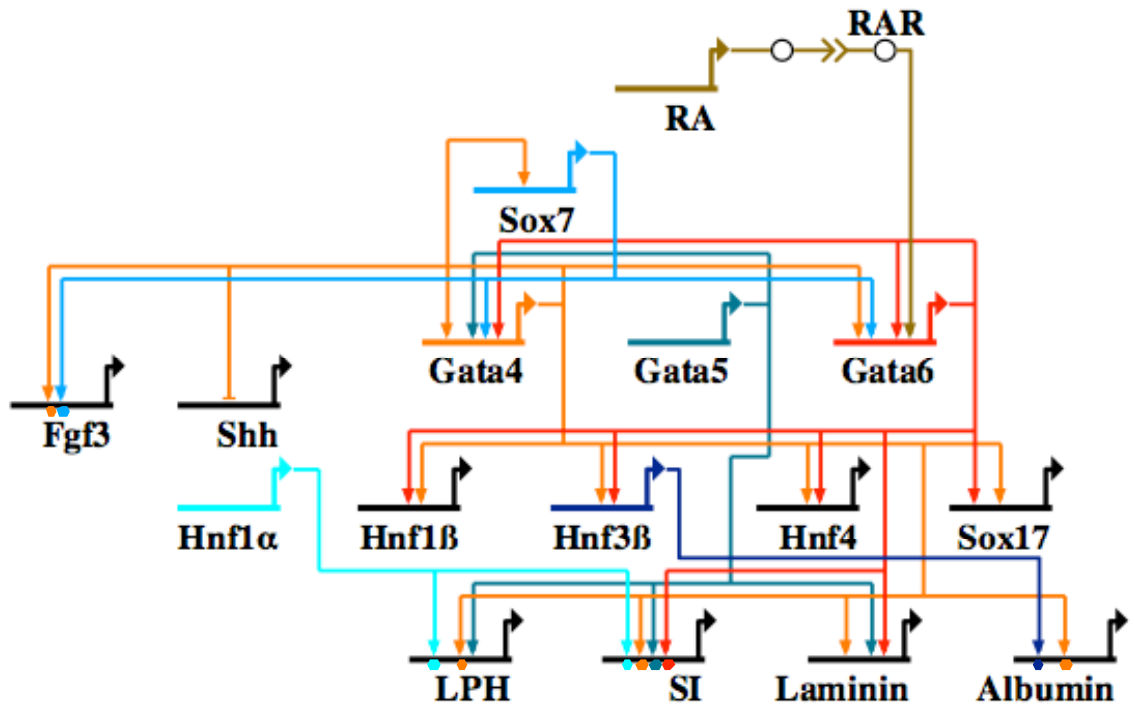 RAR
RA
Sox7
Gata4 Gata5 Gata6
Fgf3 Shh
Hnf1α Hnf1ß Hnf3ß Hnf4 Sox17
LPH SI Laminin Albumin